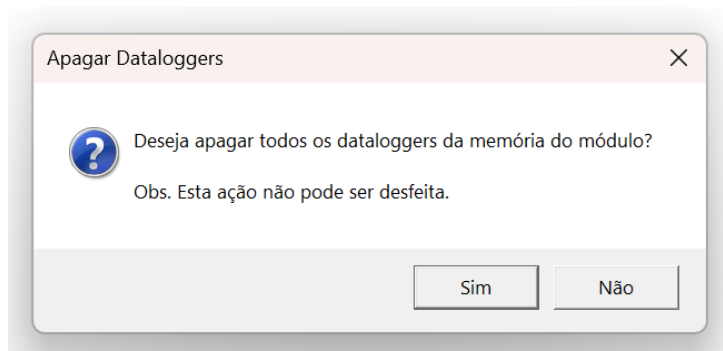 Apagar Dataloggers
Deseja apagar todos os dataloggers da memória do módulo?
Obs. Esta ação não pode ser desfeita.
Sim
Não